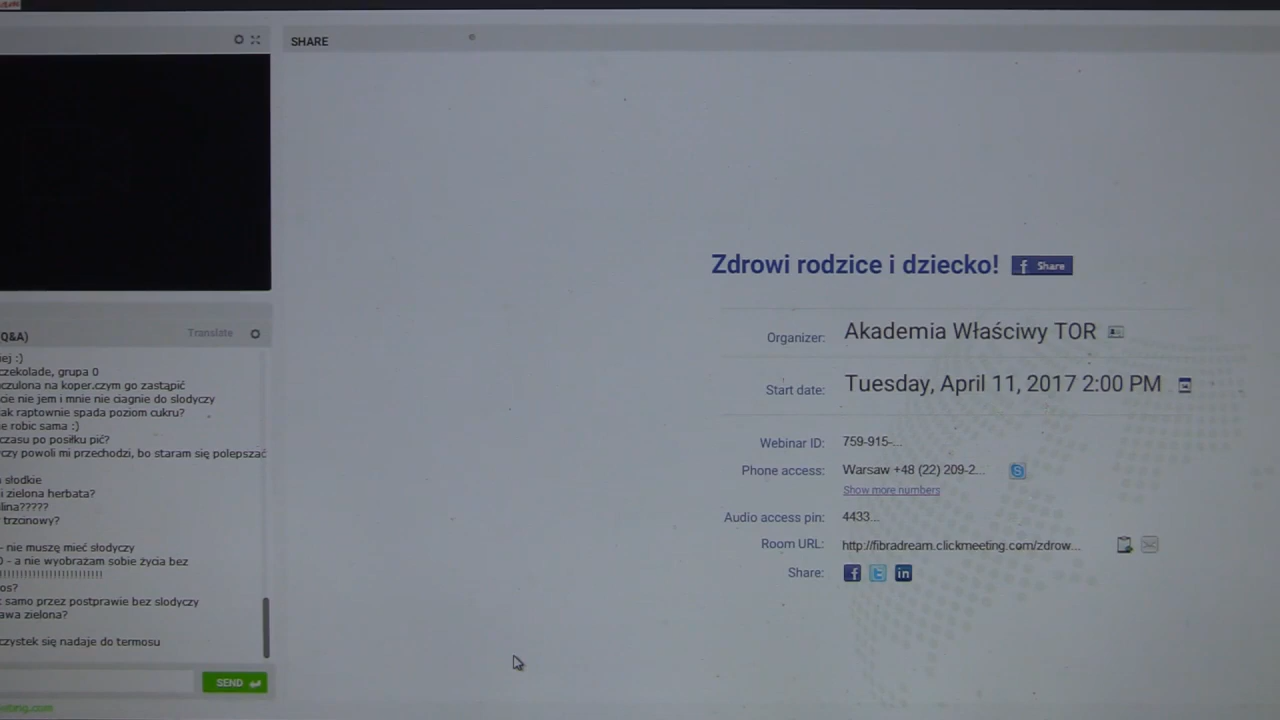 SHARE
Zdrowi rodzice i dziecko! Share
Organizer: Akademia Właściwy TOR
Start date: Tuesday, April 11, 2017 2:00 PM
Webinar ID: 759-915-...
Phone access: Warsaw +48 (22) 209-2...
Show more numbers
Audio access pin: 4433...
Room URL: http://fibradream.clickmeeting.com/zdrow...
Share:
Q&A) Translate
iej :)
czekolade, grupa 0
aczulona na koper.czym go zastąpić
cie nie jem i mnie nie ciagnie do słodyczy
ak raptownie spada poziom cukru?
e robic sama :)
czasu po posiłku pić?
czy powoli mi przechodzi, bo staram się polepszać
słodkie
i zielona herbata?
lina?????
trzcinowy?
- nie muszę mieć słodyczy
- a nie wyobrazam sobie życia bez
!!!!!!!!!!!!!!!!!!!!!!!!!
os?
samo przez postprawie bez slodyczy
awa zielona?
czystek się nadaje do termosu
SEND
eeting.com